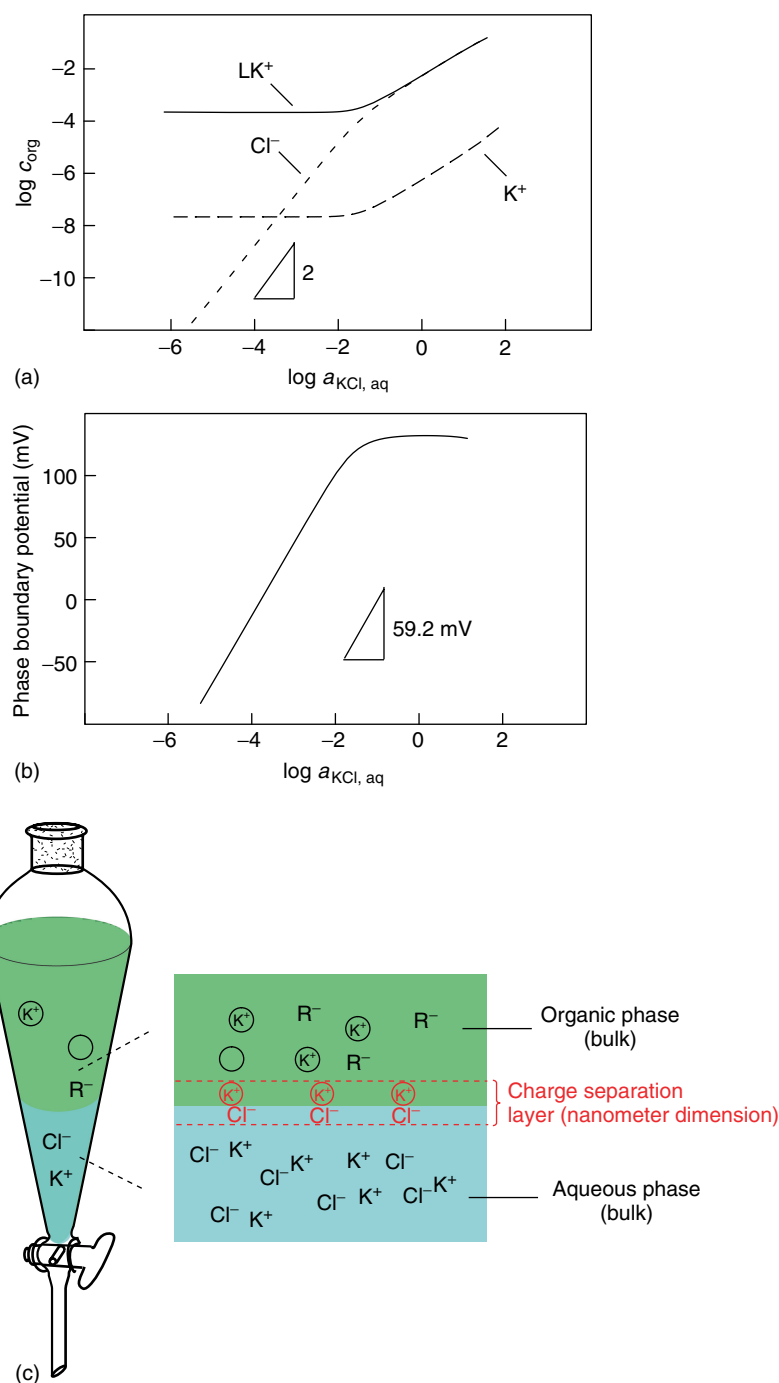 −2
−4
−6
−8
−10
log c_org
LK⁺
Cl⁻
K⁺
2
−6 −4 −2 0 2
log a_KCl, aq
(a)
Phase boundary potential (mV)
100
50
0
−50
59.2 mV
−6 −4 −2 0 2
log a_KCl, aq
(b)
K⁺
R⁻
Cl⁻
K⁺
K⁺ R⁻ K⁺ R⁻
K⁺ R⁻
K⁺ K⁺ K⁺
Cl⁻ Cl⁻ Cl⁻
Cl⁻ K⁺ Cl⁻ K⁺ K⁺ Cl⁻
Cl⁻ K⁺ Cl⁻ K⁺ Cl⁻ K⁺
Organic phase
(bulk)
Charge separation
layer (nanometer dimension)
Aqueous phase
(bulk)
(c)